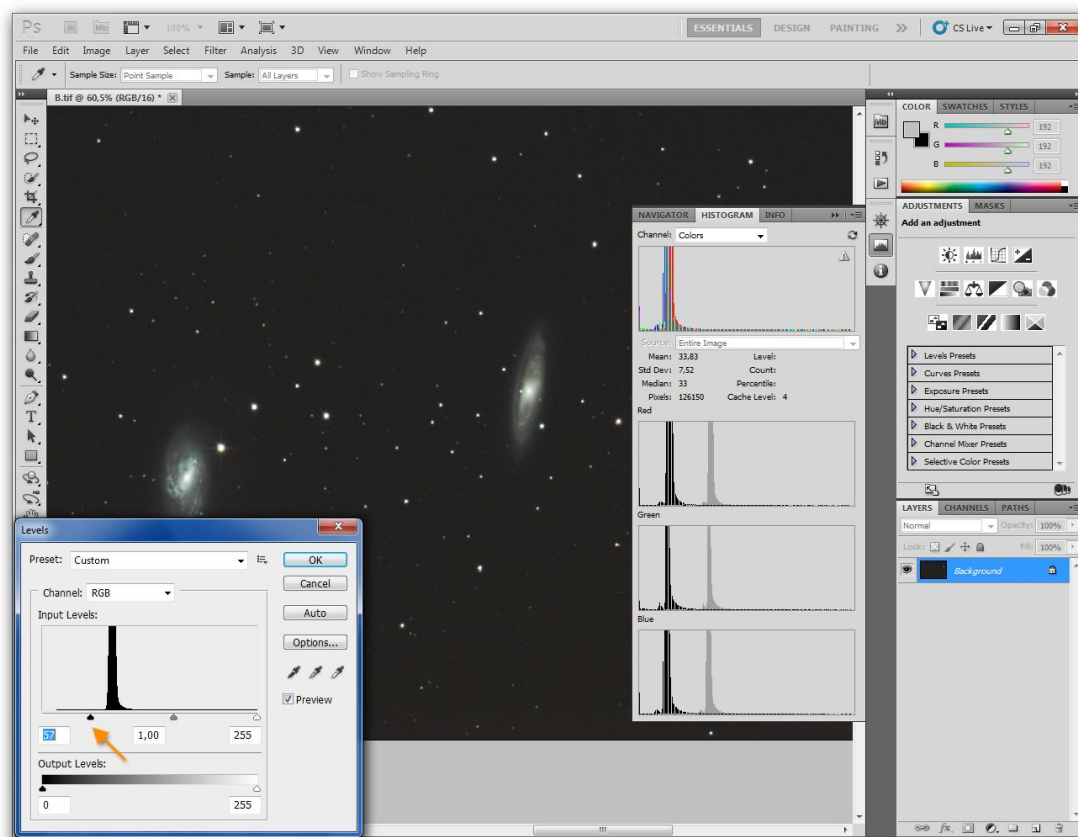 Ps Br Mb 100%
ESSENTIALS DESIGN PAINTING CS Live
File Edit Image Layer Select Filter Analysis 3D View Window Help
Sample Size: Point Sample Sample: All Layers Show Sampling Ring
B.tif @ 60,5% (RGB/16) *
COLOR SWATCHES STYLES
R 192
G 192
B 192
ADJUSTMENTS MASKS
Add an adjustment
Levels Presets
Curves Presets
Exposure Presets
Hue/Saturation Presets
Black & White Presets
Channel Mixer Presets
Selective Color Presets
LAYERS CHANNELS PATHS
Normal Opacity: 100%
Lock: Fill: 100%
Background
NAVIGATOR HISTOGRAM INFO
Channel: Colors
Source: Entire Image
Mean: 33,83 Level:
Std Dev: 7,52 Count:
Median: 33 Percentile:
Pixels: 126150 Cache Level: 4
Red
Green
Blue
Levels
Preset: Custom
OK
Cancel
Channel: RGB
Auto
Input Levels:
Options...
Preview
57 1,00 255
Output Levels:
0 255